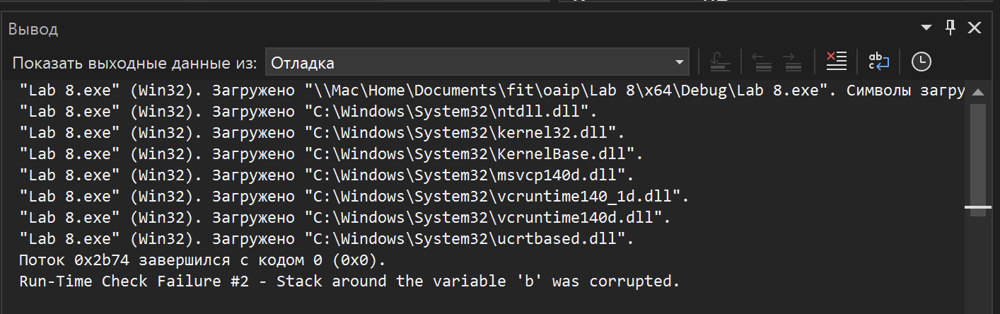 Вывод
Показать выходные данные из: Отладка
"Lab 8.exe" (Win32). Загружено "\\Mac\Home\Documents\fit\oaip\Lab 8\x64\Debug\Lab 8.exe". Символы загру
"Lab 8.exe" (Win32). Загружено "C:\Windows\System32\ntdll.dll".
"Lab 8.exe" (Win32). Загружено "C:\Windows\System32\kernel32.dll".
"Lab 8.exe" (Win32). Загружено "C:\Windows\System32\KernelBase.dll".
"Lab 8.exe" (Win32). Загружено "C:\Windows\System32\msvcp140d.dll".
"Lab 8.exe" (Win32). Загружено "C:\Windows\System32\vcruntime140_1d.dll".
"Lab 8.exe" (Win32). Загружено "C:\Windows\System32\vcruntime140d.dll".
"Lab 8.exe" (Win32). Загружено "C:\Windows\System32\ucrtbased.dll".
Поток 0x2b74 завершился с кодом 0 (0x0).
Run-Time Check Failure #2 - Stack around the variable 'b' was corrupted.